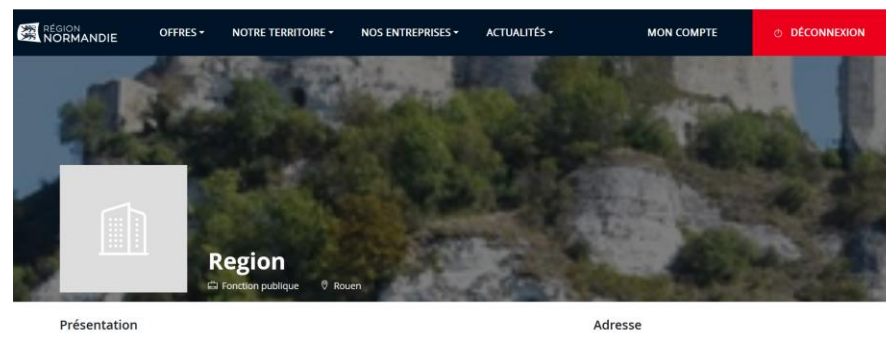 RÉGION
NORMANDIE
OFFRES
NOTRE TERRITOIRE
NOS ENTREPRISES
ACTUALITÉS
MON COMPTE
DÉCONNEXION
Region
Fonction publique
Rouen
Présentation
Adresse